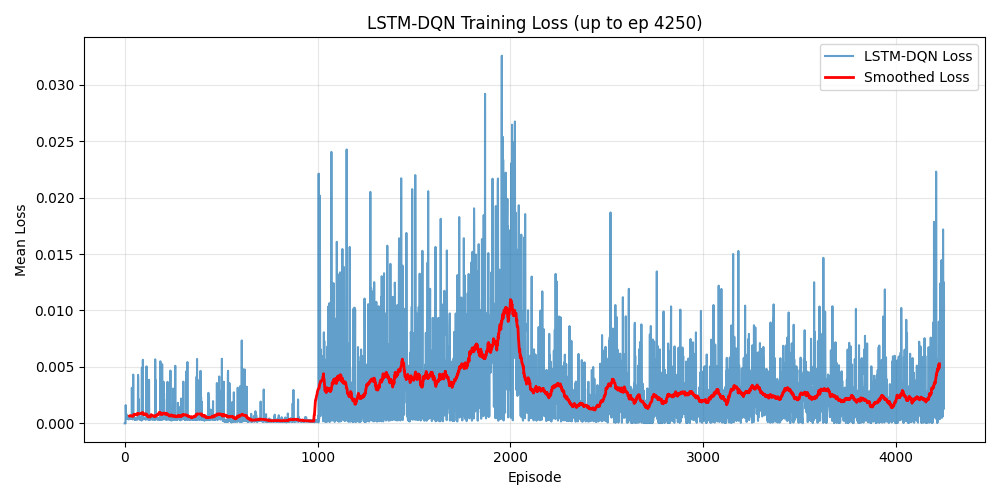 LSTM-DQN Training Loss (up to ep 4250)
LSTM-DQN Loss
Smoothed Loss
Mean Loss
0.030
0.025
0.020
0.015
0.010
0.005
0.000
0 1000 2000 3000 4000
Episode